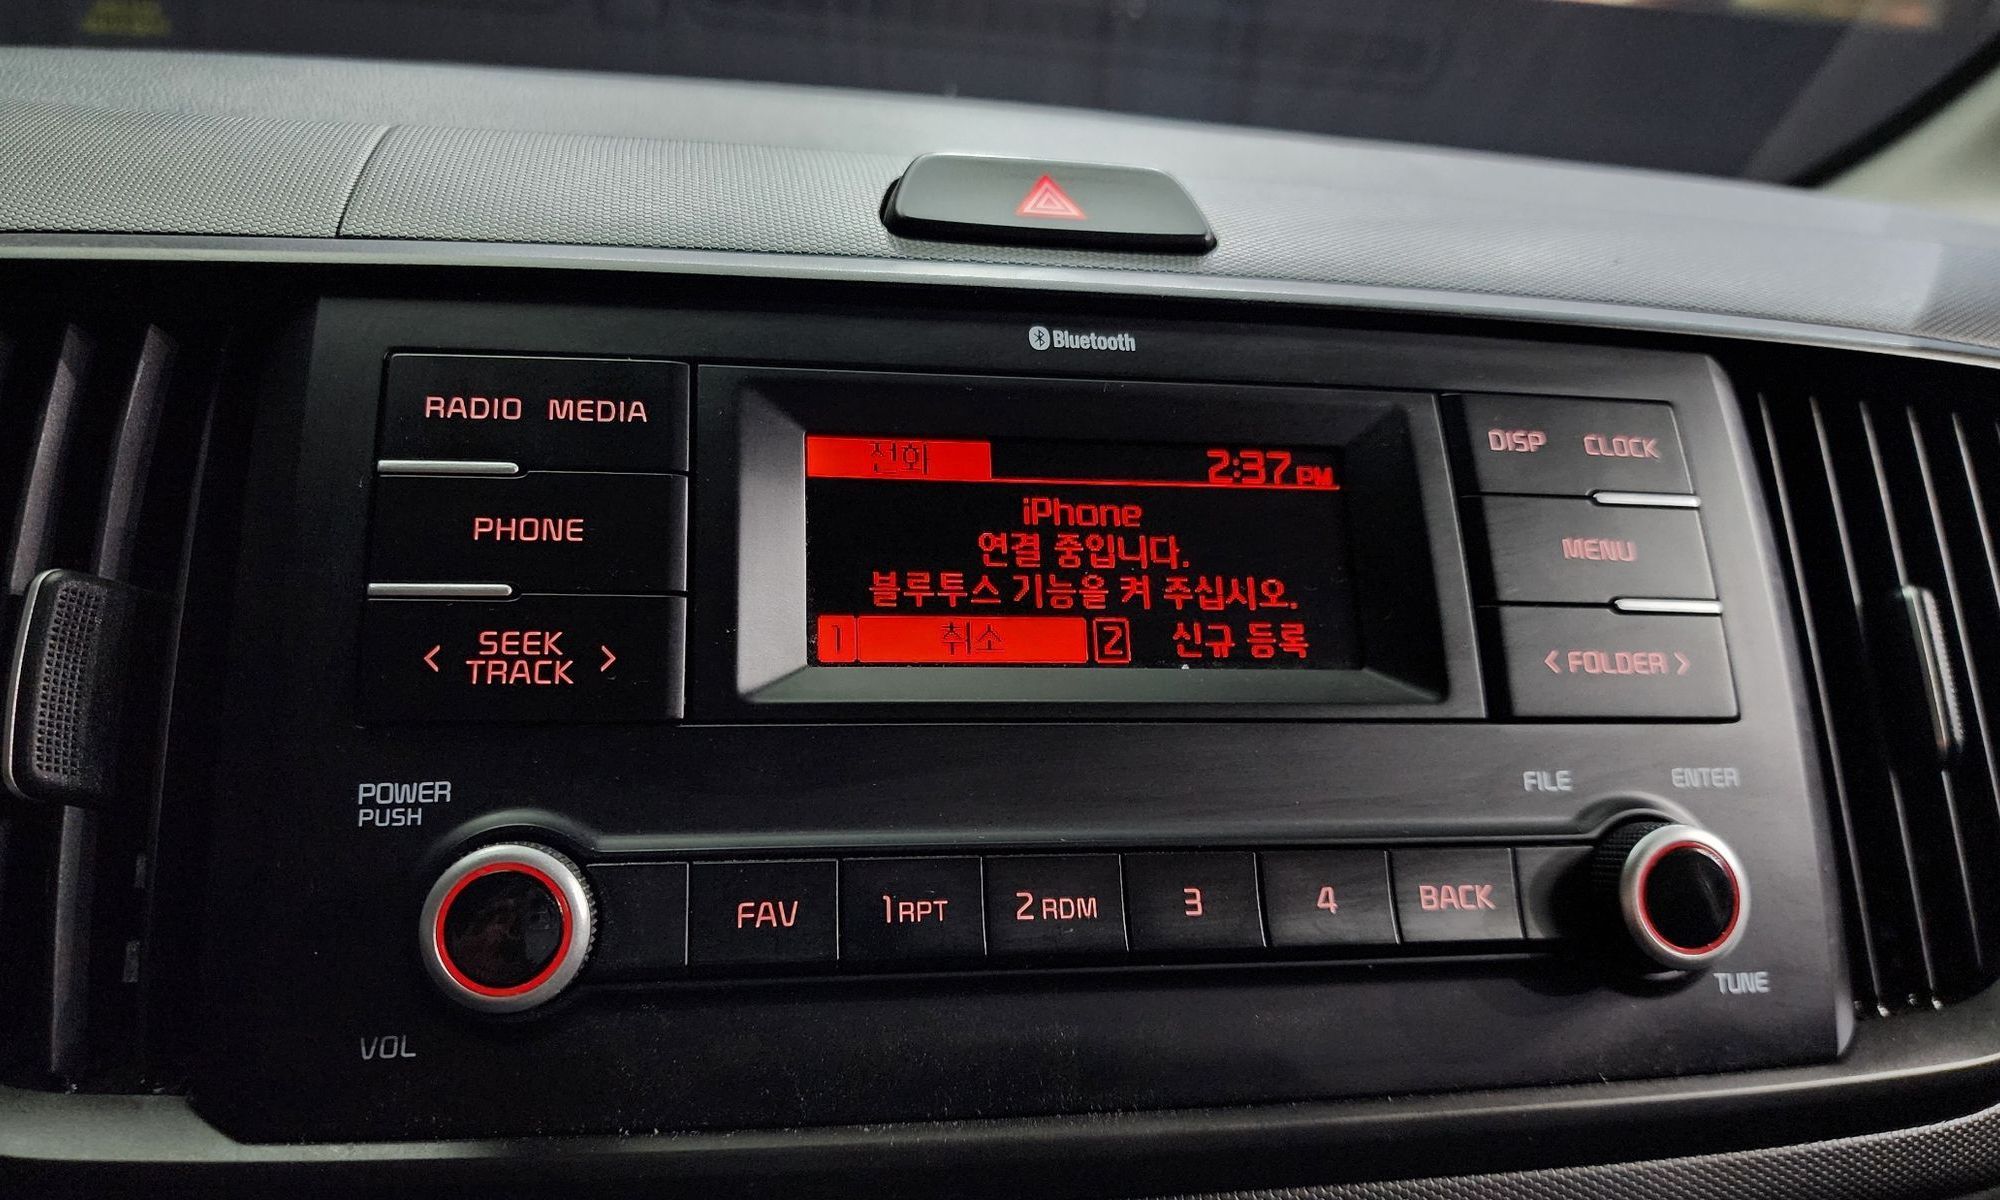 Bluetooth
RADIO MEDIA
PHONE
< SEEK TRACK >
전화 2:37 PM
iPhone
연결 중입니다.
블루투스 기능을 켜 주십시오.
1 취소 2 신규 등록
DISP CLOCK
MENU
< FOLDER >
POWER
PUSH
VOL
FAV
1 RPT
2 RDM
3
4
BACK
FILE
ENTER
TUNE